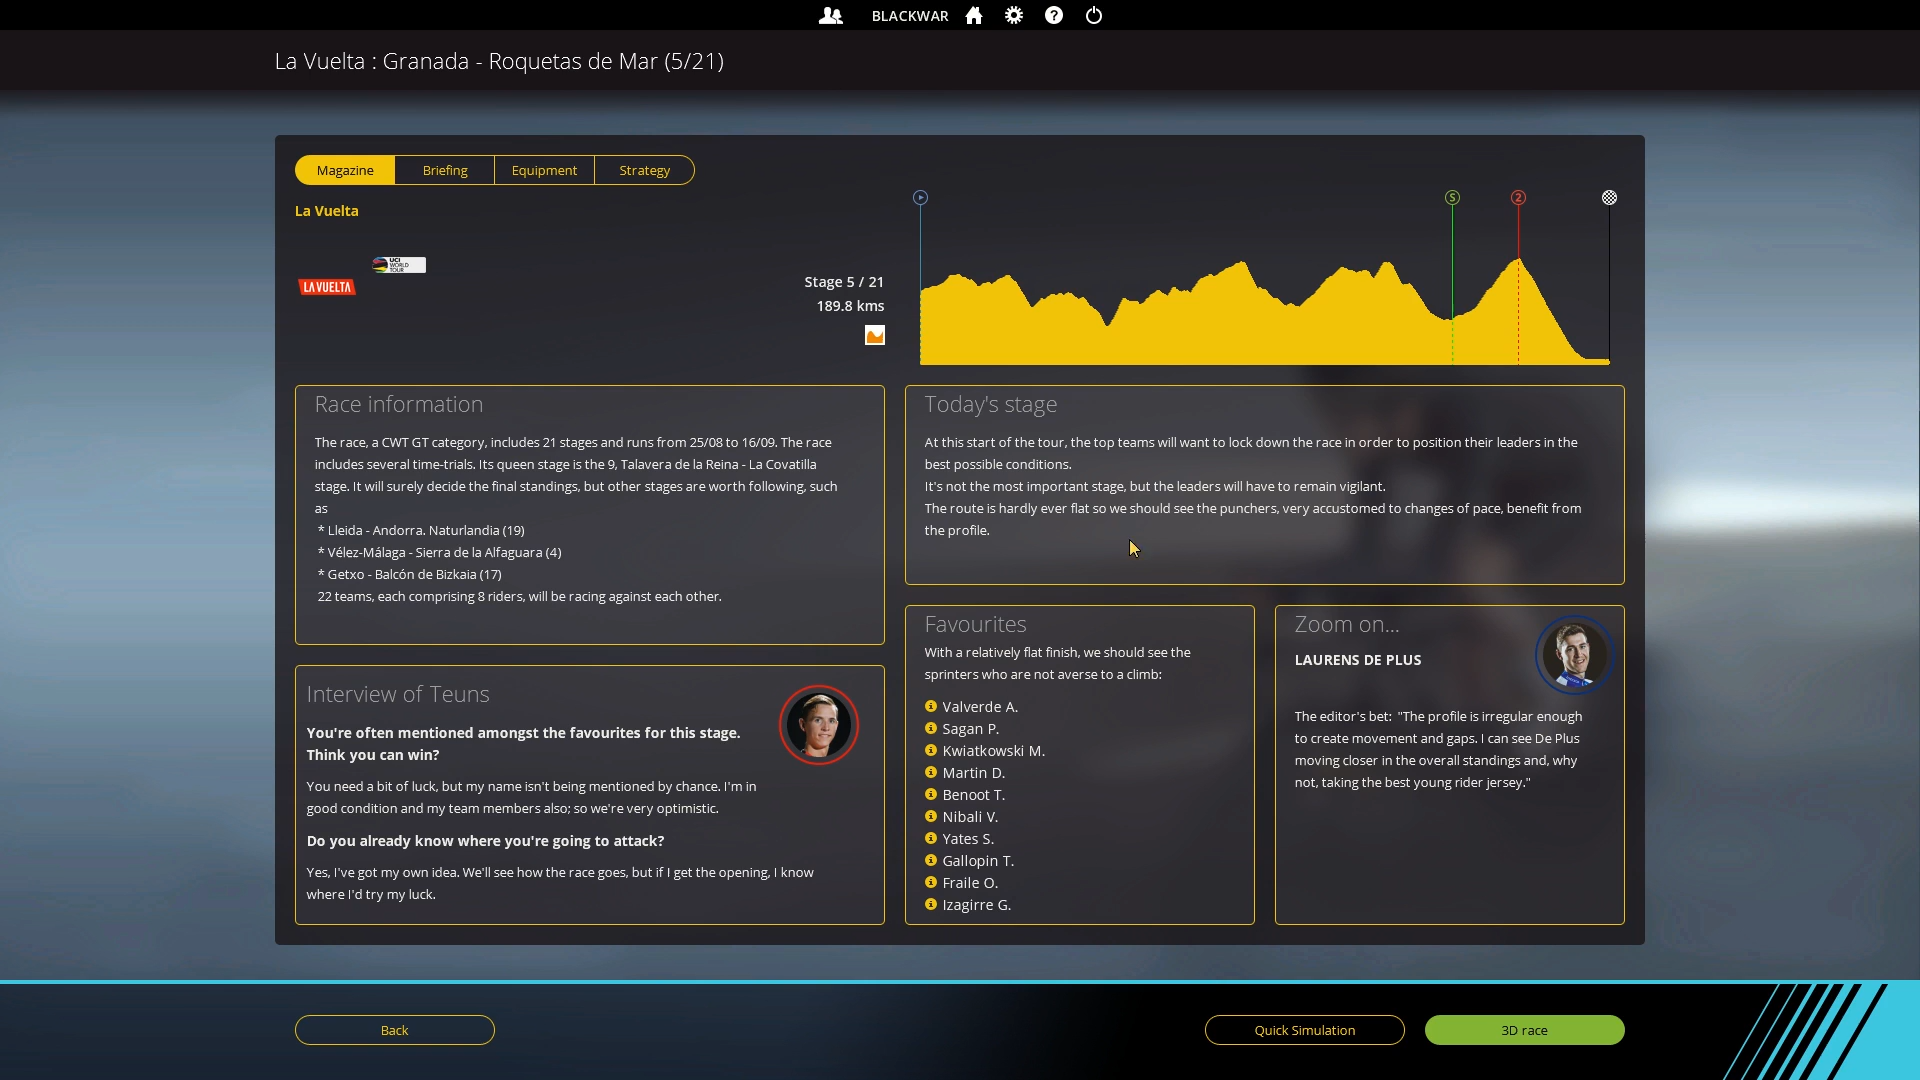 BLACKWAR
La Vuelta : Granada - Roquetas de Mar (5/21)
Magazine
Briefing
Equipment
Strategy
La Vuelta
UCI
WORLD
TOUR
LA VUELTA
Stage 5 / 21
189.8 kms
S
2
Race information
The race, a CWT GT category, includes 21 stages and runs from 25/08 to 16/09. The race
includes several time-trials. Its queen stage is the 9, Talavera de la Reina - La Covatilla
stage. It will surely decide the final standings, but other stages are worth following, such
as
* Lleida - Andorra. Naturlandia (19)
* Vélez-Málaga - Sierra de la Alfaguara (4)
* Getxo - Balcón de Bizkaia (17)
22 teams, each comprising 8 riders, will be racing against each other.
Today's stage
At this start of the tour, the top teams will want to lock down the race in order to position their leaders in the
best possible conditions.
It's not the most important stage, but the leaders will have to remain vigilant.
The route is hardly ever flat so we should see the punchers, very accustomed to changes of pace, benefit from
the profile.
Interview of Teuns
You're often mentioned amongst the favourites for this stage.
Think you can win?
You need a bit of luck, but my name isn't being mentioned by chance. I'm in
good condition and my team members also; so we're very optimistic.
Do you already know where you're going to attack?
Yes, I've got my own idea. We'll see how the race goes, but if I get the opening, I know
where I'd try my luck.
Favourites
With a relatively flat finish, we should see the
sprinters who are not averse to a climb:
Valverde A.
Sagan P.
Kwiatkowski M.
Martin D.
Benoot T.
Nibali V.
Yates S.
Gallopin T.
Fraile O.
Izagirre G.
Zoom on...
LAURENS DE PLUS
The editor's bet: "The profile is irregular enough
to create movement and gaps. I can see De Plus
moving closer in the overall standings and, why
not, taking the best young rider jersey."
Back
Quick Simulation
3D race